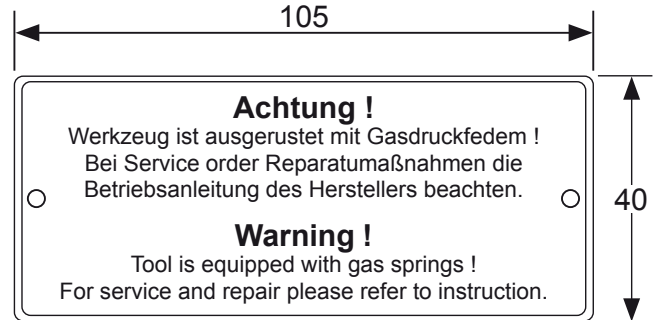 105
Achtung !
Werkzeug ist ausgerustet mit Gasdruckfedem !
Bei Service order Reparatumaßnahmen die
Betriebsanleitung des Herstellers beachten.
40
Warning !
Tool is equipped with gas springs !
For service and repair please refer to instruction.